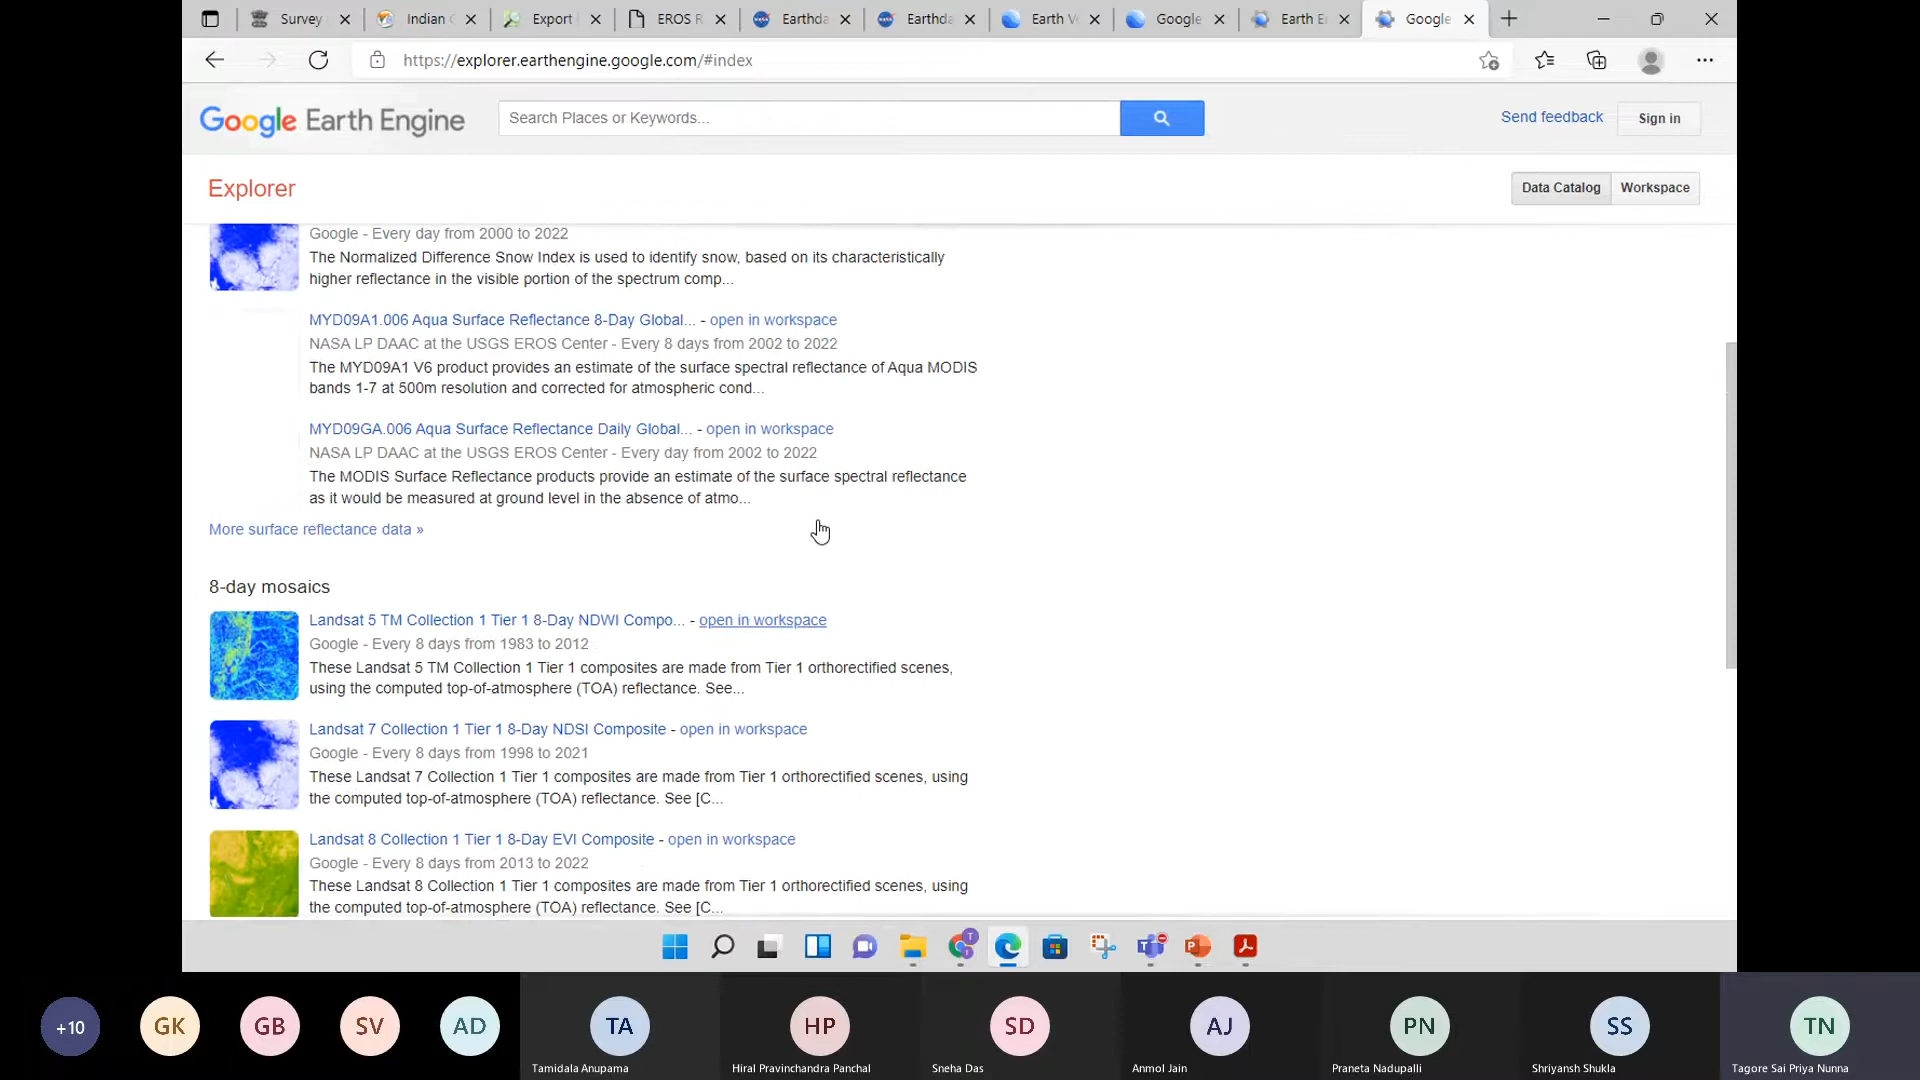 Survey
Indian
Export
EROS R
Earthda
Earthda
Earth V
Google
Earth E
Google
https://explorer.earthengine.google.com/#index
Google Earth Engine
Search Places or Keywords...
Send feedback
Sign in
Explorer
Data Catalog
Workspace
Google - Every day from 2000 to 2022
The Normalized Difference Snow Index is used to identify snow, based on its characteristically
higher reflectance in the visible portion of the spectrum comp...
MYD09A1.006 Aqua Surface Reflectance 8-Day Global... - open in workspace
NASA LP DAAC at the USGS EROS Center - Every 8 days from 2002 to 2022
The MYD09A1 V6 product provides an estimate of the surface spectral reflectance of Aqua MODIS
bands 1-7 at 500m resolution and corrected for atmospheric cond...
MYD09GA.006 Aqua Surface Reflectance Daily Global... - open in workspace
NASA LP DAAC at the USGS EROS Center - Every day from 2002 to 2022
The MODIS Surface Reflectance products provide an estimate of the surface spectral reflectance
as it would be measured at ground level in the absence of atmo...
More surface reflectance data »
8-day mosaics
Landsat 5 TM Collection 1 Tier 1 8-Day NDWI Compo... - open in workspace
Google - Every 8 days from 1983 to 2012
These Landsat 5 TM Collection 1 Tier 1 composites are made from Tier 1 orthorectified scenes,
using the computed top-of-atmosphere (TOA) reflectance. See...
Landsat 7 Collection 1 Tier 1 8-Day NDSI Composite - open in workspace
Google - Every 8 days from 1998 to 2021
These Landsat 7 Collection 1 Tier 1 composites are made from Tier 1 orthorectified scenes, using
the computed top-of-atmosphere (TOA) reflectance. See [C...
Landsat 8 Collection 1 Tier 1 8-Day EVI Composite - open in workspace
Google - Every 8 days from 2013 to 2022
These Landsat 8 Collection 1 Tier 1 composites are made from Tier 1 orthorectified scenes, using
the computed top-of-atmosphere (TOA) reflectance. See [C...
T
+10
GK
GB
SV
AD
TA
HP
SD
AJ
PN
SS
TN
Tamidala Anupama
Hiral Pravinchandra Panchal
Sneha Das
Anmol Jain
Praneta Nadupalli
Shriyansh Shukla
Tagore Sai Priya Nunna